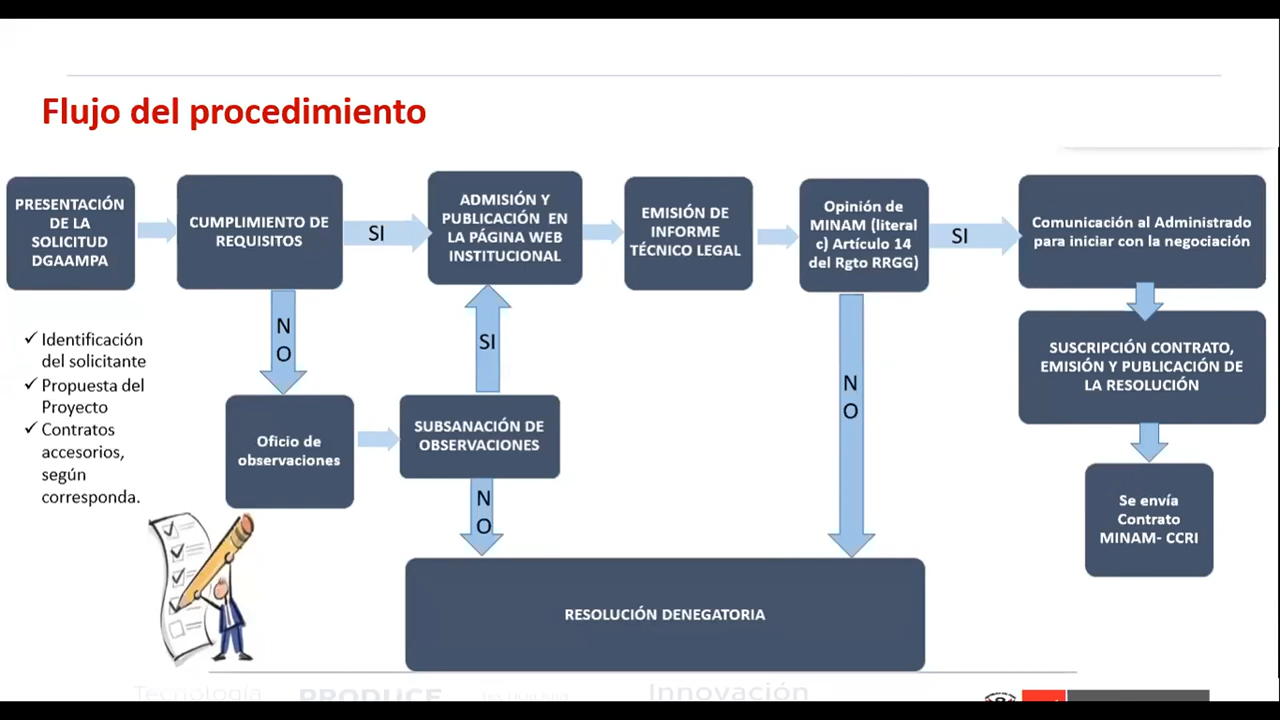 Flujo del procedimiento
PRESENTACIÓN
DE LA
SOLICITUD
DGAAMPA
CUMPLIMIENTO DE
REQUISITOS
SI
ADMISIÓN Y
PUBLICACIÓN EN
LA PÁGINA WEB
INSTITUCIONAL
EMISIÓN DE
INFORME
TÉCNICO LEGAL
Opinión de
MINAM (literal
c) Artículo 14
del Rgto RRGG)
SI
Comunicación al Administrado
para iniciar con la negociación
✓ Identificación
del solicitante
✓ Propuesta del
Proyecto
✓ Contratos
accesorios,
según
corresponda.
N
O
SI
N
O
SUSCRIPCIÓN CONTRATO,
EMISIÓN Y PUBLICACIÓN DE
LA RESOLUCIÓN
Oficio de
observaciones
SUBSANACIÓN DE
OBSERVACIONES
N
O
Se envía
Contrato
MINAM- CCRI
RESOLUCIÓN DENEGATORIA
Tecnología
PRODUCE
Innovación